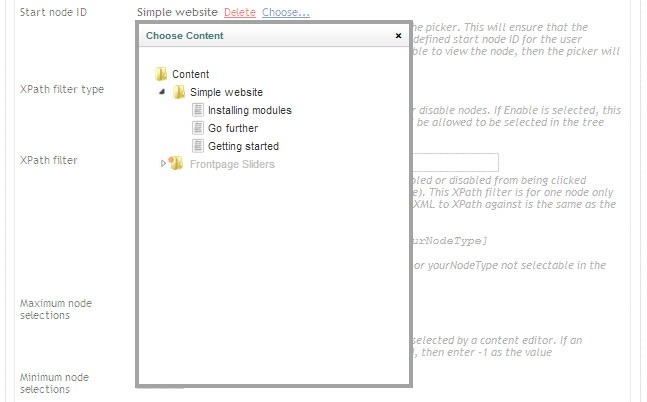 Start node ID
Simple website Delete Choose...
Choose Content ×
he picker. This will ensure that the
defined start node ID for the user
ble to view the node, then the picker will
Content
Simple website
Installing modules
Go further
Getting started
Frontpage Sliders
XPath filter type
r disable nodes. If Enable is selected, this
be allowed to be selected in the tree
XPath filter
bled or disabled from being clicked
e). This XPath filter is for one node only
XML to XPath against is the same as the
urNodeType]
or yourNodeType not selectable in the
Maximum node
selections
selected by a content editor. If an
, then enter -1 as the value
Minimum node
selections